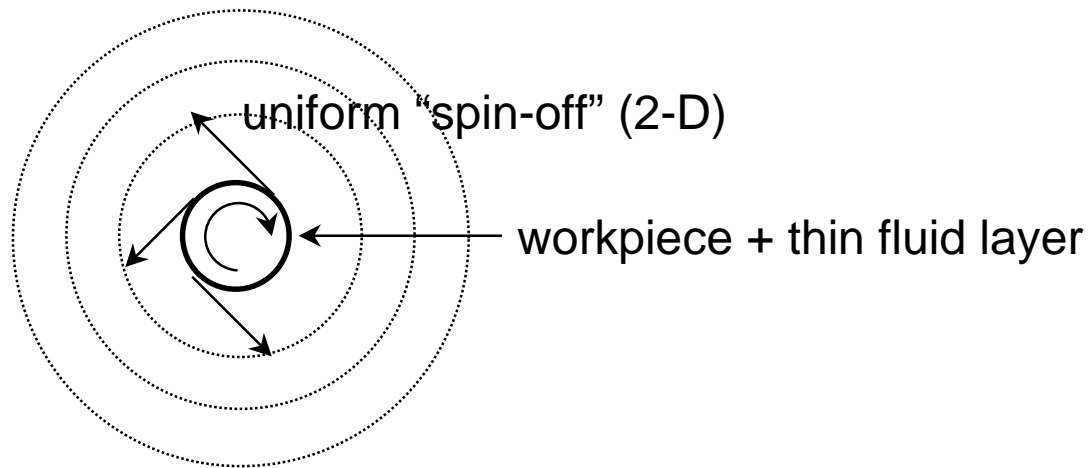 uniform “spin-off” (2-D)
workpiece + thin fluid layer